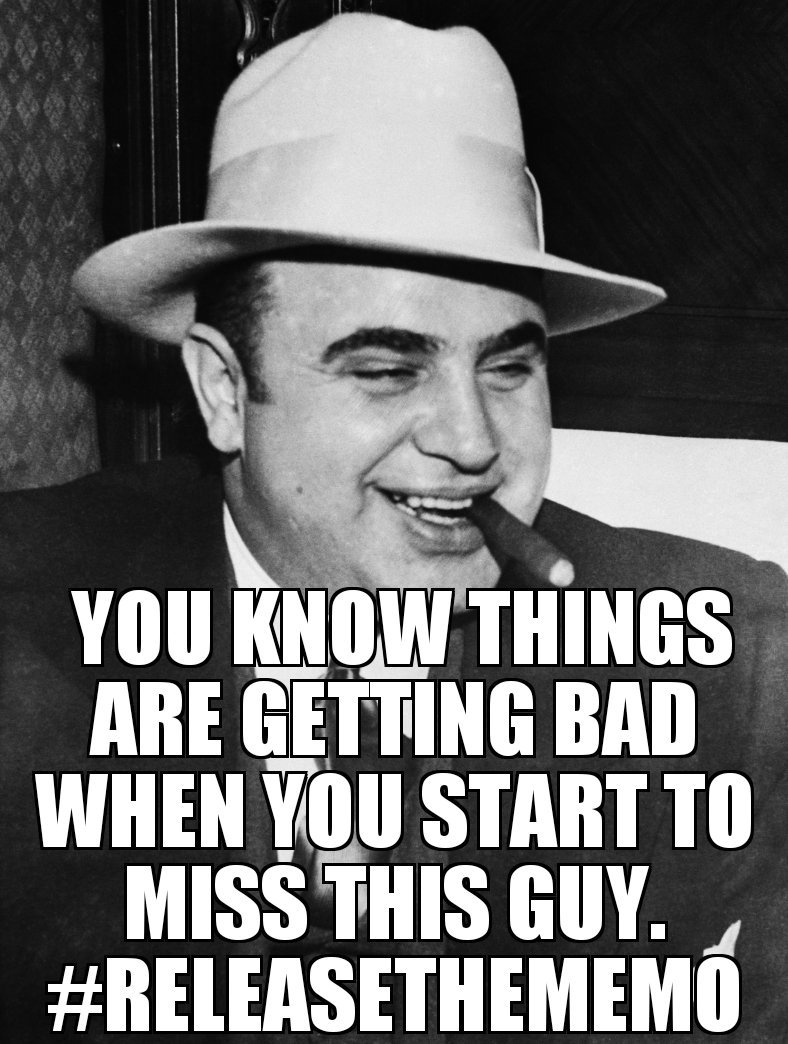 YOU KNOW THINGS
ARE GETTING BAD
WHEN YOU START TO
MISS THIS GUY.
#RELEASETHEMEMO